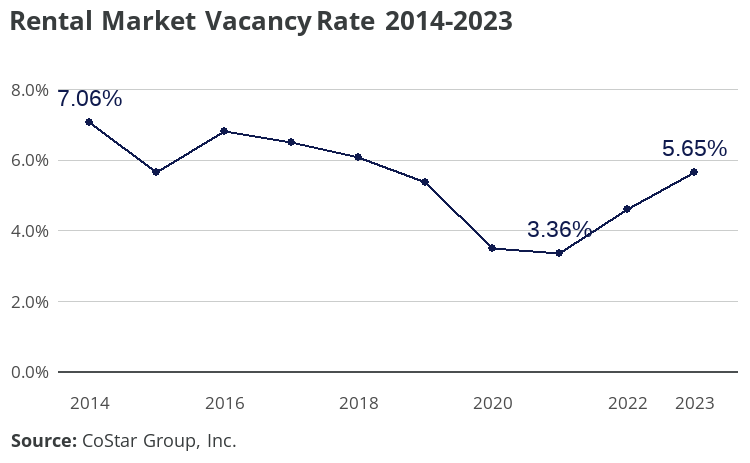 Rental Market Vacancy Rate 2014-2023
8.0%
7.06%
6.0%
5.65%
4.0%
3.36%
2.0%
0.0%
2014 2016 2018 2020 2022 2023
Source: CoStar Group, Inc.